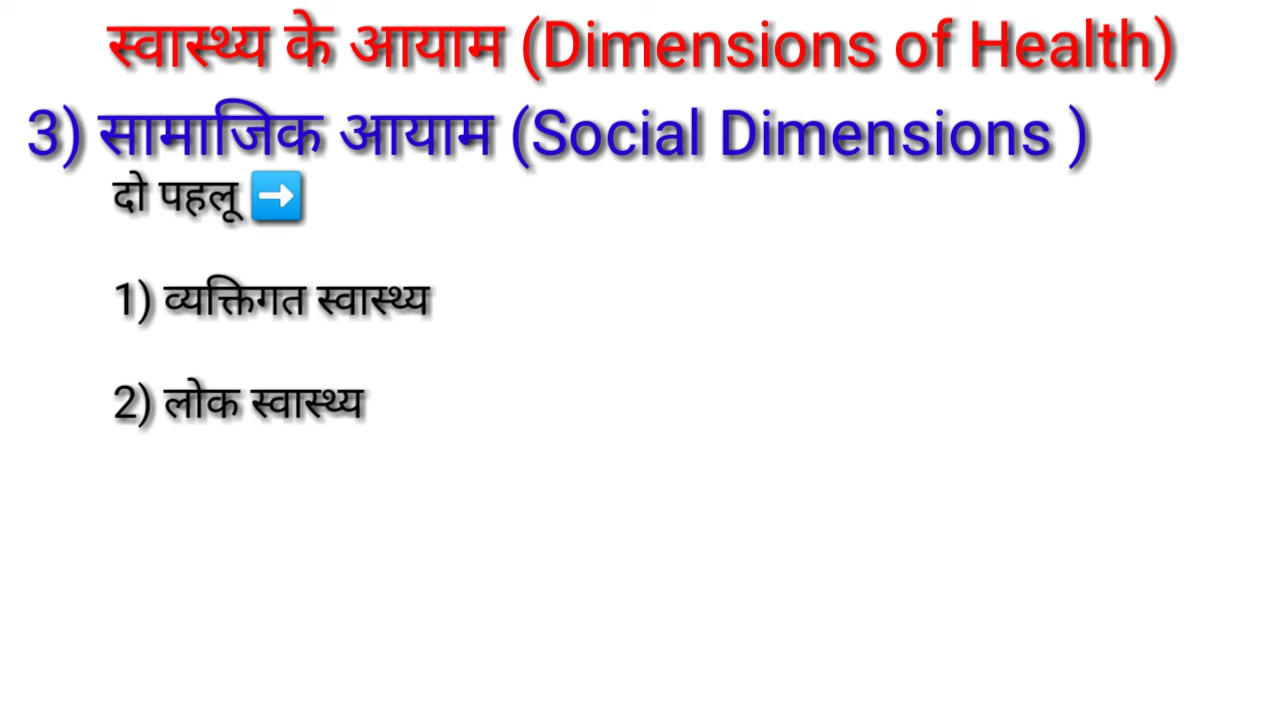 स्वास्थ्य के आयाम (Dimensions of Health)
3) सामाजिक आयाम (Social Dimensions )
दो पहलू ➡️
1) व्यक्तिगत स्वास्थ्य
2) लोक स्वास्थ्य